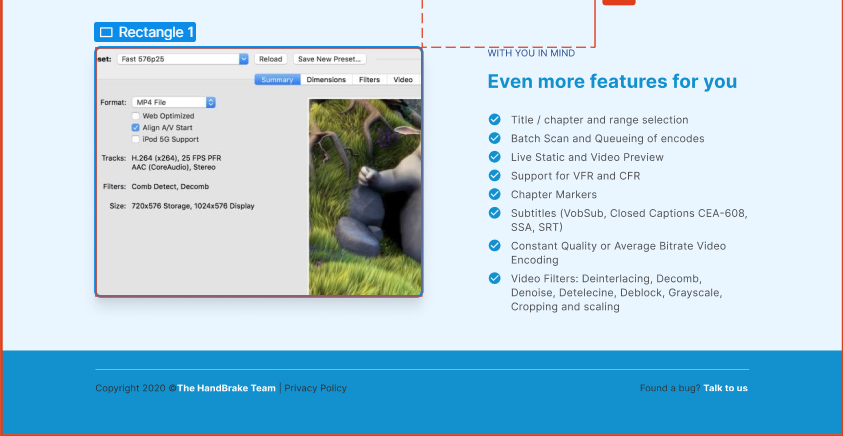 Rectangle 1
set: Fast 576p25 Reload Save New Preset...
Summary Dimensions Filters Video
Format: MP4 File
Web Optimized
Align A/V Start
iPod 5G Support
Tracks: H.264 (x264), 25 FPS PFR
AAC (CoreAudio), Stereo
Filters: Comb Detect, Decomb
Size: 720x576 Storage, 1024x576 Display
WITH YOU IN MIND
Even more features for you
Title / chapter and range selection
Batch Scan and Queueing of encodes
Live Static and Video Preview
Support for VFR and CFR
Chapter Markers
Subtitles (VobSub, Closed Captions CEA-608,
SSA, SRT)
Constant Quality or Average Bitrate Video
Encoding
Video Filters: Deinterlacing, Decomb,
Denoise, Detelecine, Deblock, Grayscale,
Cropping and scaling
Copyright 2020 ©The HandBrake Team | Privacy Policy
Found a bug? Talk to us